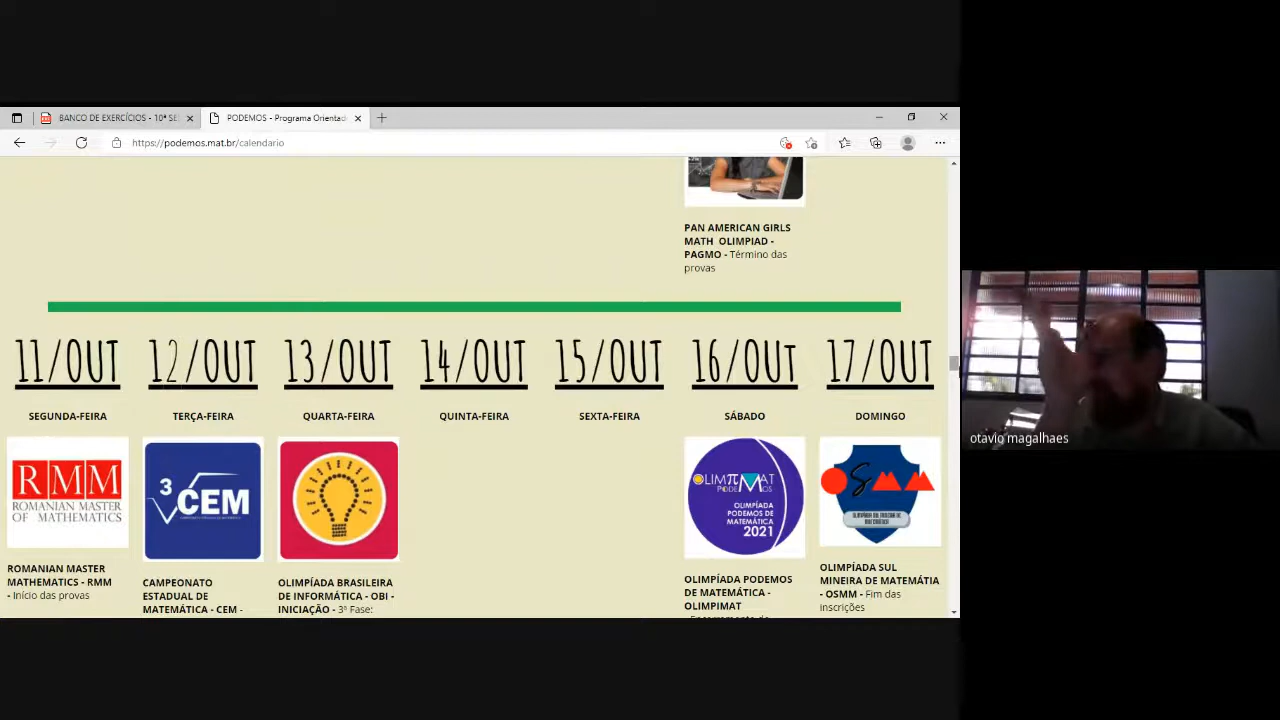 BANCO DE EXERCÍCIOS - 10ª SE
PODEMOS - Programa Orientad
https://podemos.mat.br/calendario
PAN AMERICAN GIRLS
MATH OLIMPIAD -
PAGMO - Término das
provas
11/OUT
12/OUT
13/OUT
14/OUT
15/OUT
16/OUT
17/OUT
SEGUNDA-FEIRA
TERÇA-FEIRA
QUARTA-FEIRA
QUINTA-FEIRA
SEXTA-FEIRA
SÁBADO
DOMINGO
RMM
ROMANIAN MASTER
OF MATHEMATICS
3
CEM
OLIMπMAT
PODEMOS
OLIMPÍADA
PODEMOS DE
MATEMÁTICA
2021
OSMM
ROMANIAN MASTER
MATHEMATICS - RMM
- Início das provas
CAMPEONATO
ESTADUAL DE
MATEMÁTICA - CEM -
OLIMPÍADA BRASILEIRA
DE INFORMÁTICA - OBI -
INICIAÇÃO - 3ª Fase:
OLIMPÍADA PODEMOS
DE MATEMÁTICA -
OLIMPIMAT
OLIMPÍADA SUL
MINEIRA DE MATEMÁTIA
- OSMM - Fim das
inscrições
otavio magalhaes